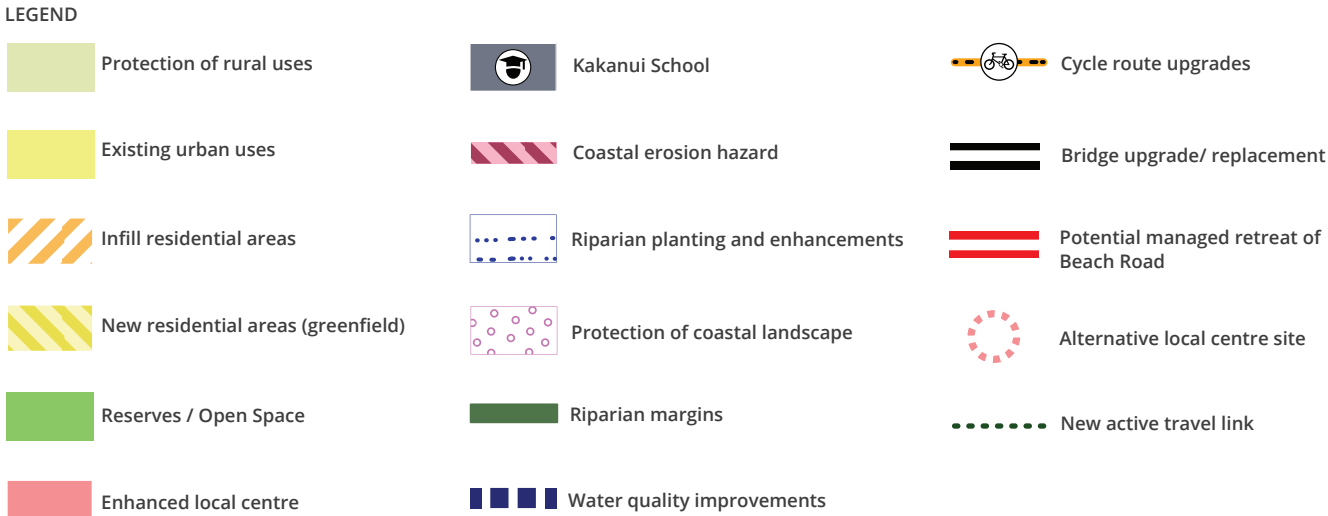 LEGEND
Protection of rural uses
Existing urban uses
Infill residential areas
New residential areas (greenfield)
Reserves / Open Space
Enhanced local centre
Kakanui School
Coastal erosion hazard
Riparian planting and enhancements
Protection of coastal landscape
Riparian margins
Water quality improvements
Cycle route upgrades
Bridge upgrade/ replacement
Potential managed retreat of
Beach Road
Alternative local centre site
New active travel link